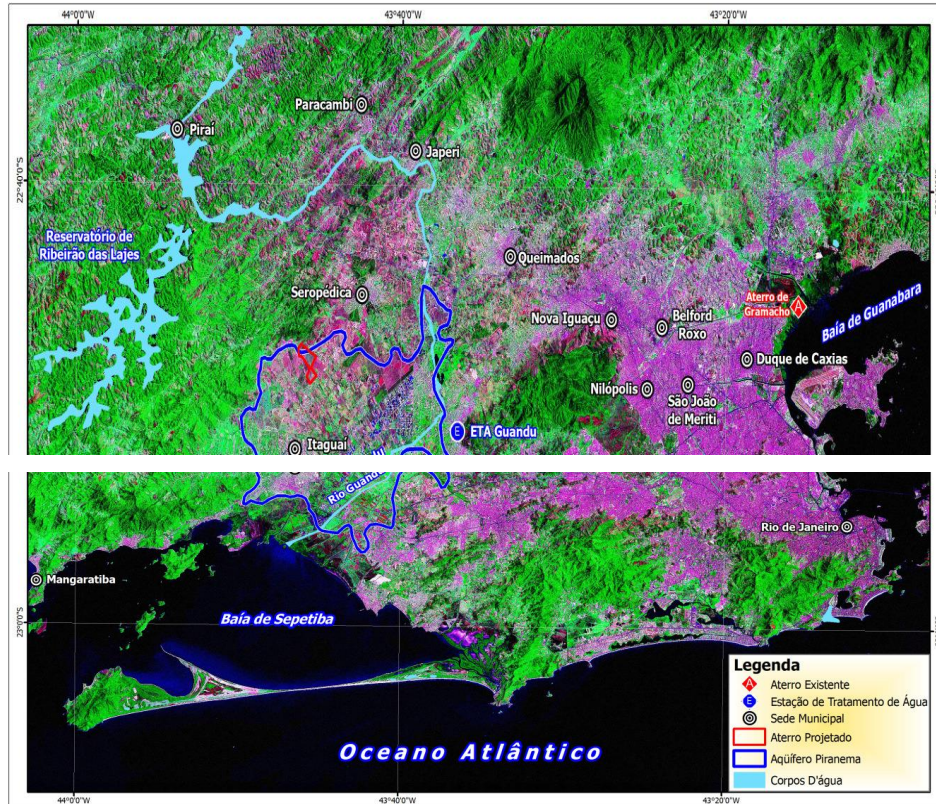 44°0'0"W
43°40'0"W
43°20'0"W
Paracambi
Piraí
Japeri
22°40'0"S
Reservatório de
Ribeirão das Lajes
Queimados
Seropédica
Aterro de
Gramacho
A
Baía de Guanabara
Nova Iguaçu
Belford
Roxo
Duque de Caxias
Nilópolis
São João
de Meriti
E
ETA Guandu
Itaguaí
Rio Guandu
Rio de Janeiro
Mangaratiba
Baía de Sepetiba
23°0'0"S
Oceano Atlântico
Legenda
A Aterro Existente
E Estação de Tratamento de Água
Sede Municipal
Aterro Projetado
Aqüífero Piranema
Corpos D'água
44°0'0"W
43°40'0"W
43°20'0"W